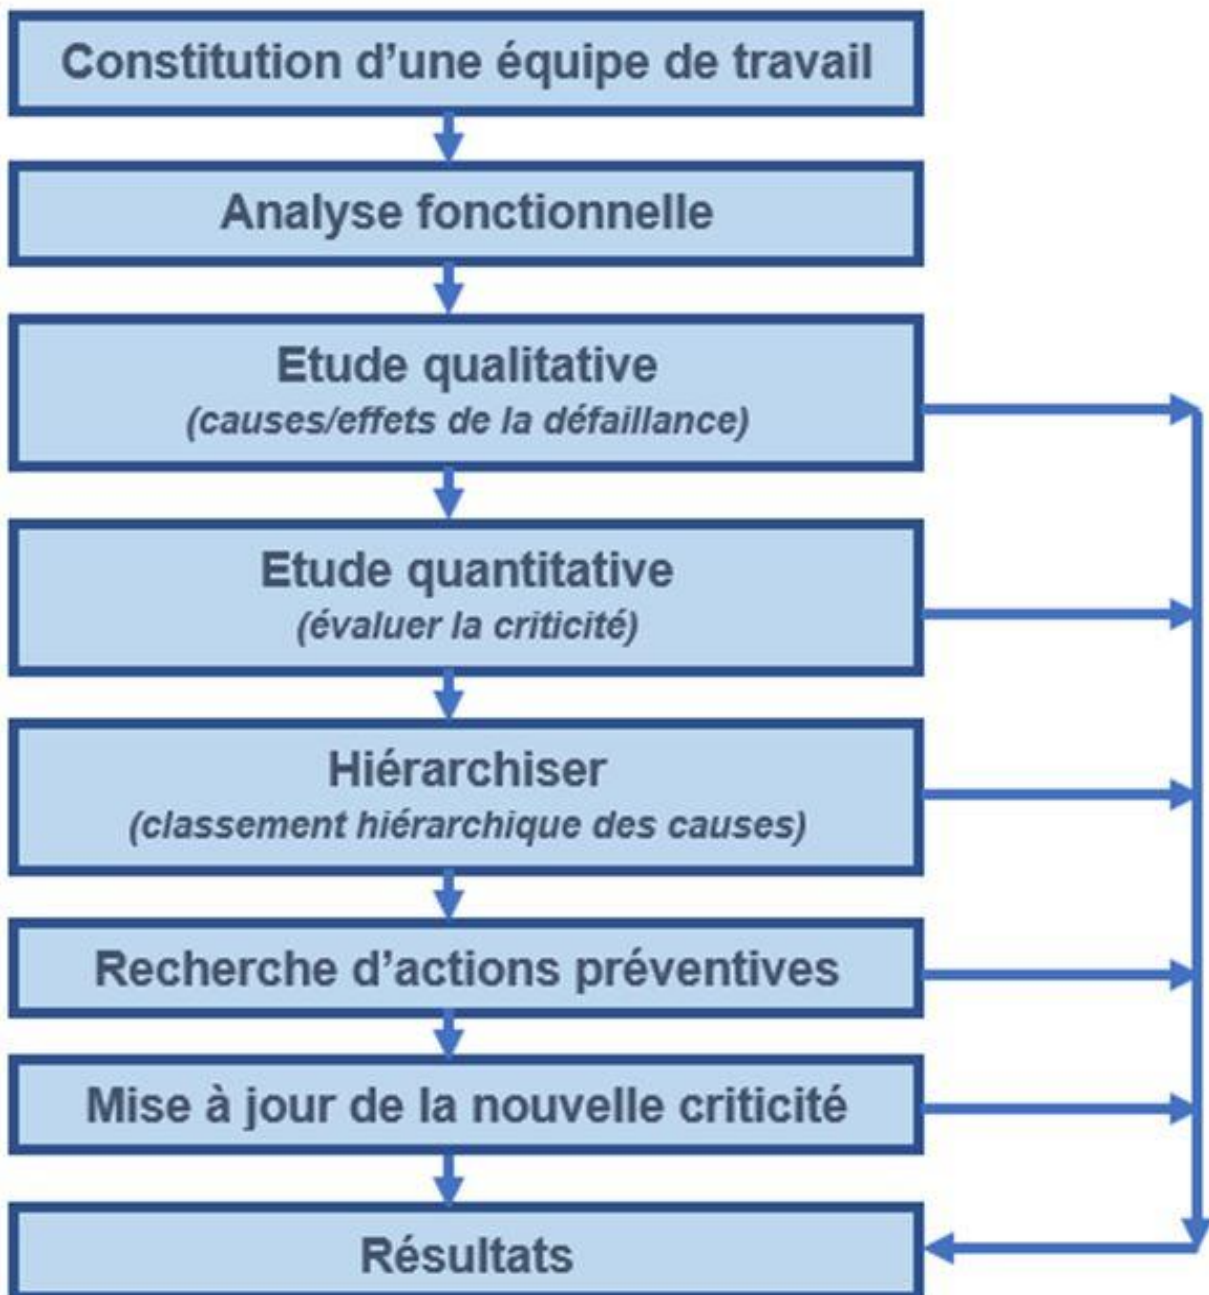 Constitution d’une équipe de travail
Analyse fonctionnelle
Etude qualitative
(causes/effets de la défaillance)
Etude quantitative
(évaluer la criticité)
Hiérarchiser
(classement hiérarchique des causes)
Recherche d’actions préventives
Mise à jour de la nouvelle criticité
Résultats